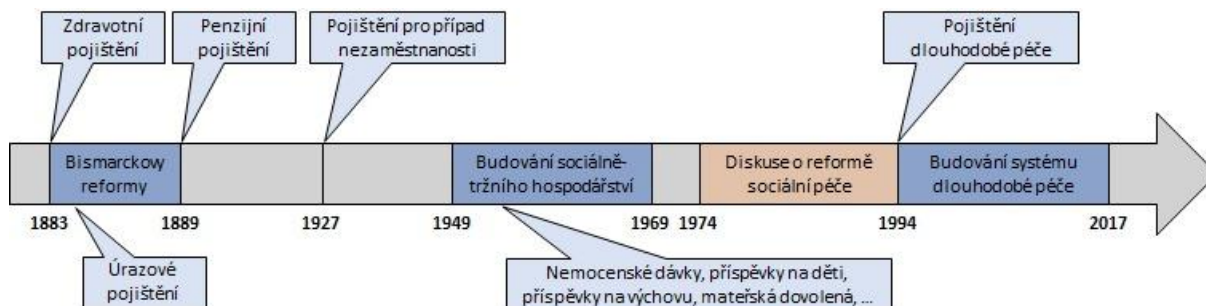 Zdravotní
pojištění
Penzijní
pojištění
Pojištění pro případ
nezaměstnanosti
Pojištění
dlouhodobé péče
Bismarckovy
reformy
Budování sociálně-
tržního hospodářství
Diskuse o reformě
sociální péče
Budování systému
dlouhodobé péče
1883
1889
1927
1949
1969
1974
1994
2017
Úrazové
pojištění
Nemocenské dávky, příspěvky na děti,
příspěvky na výchovu, mateřská dovolená, ...